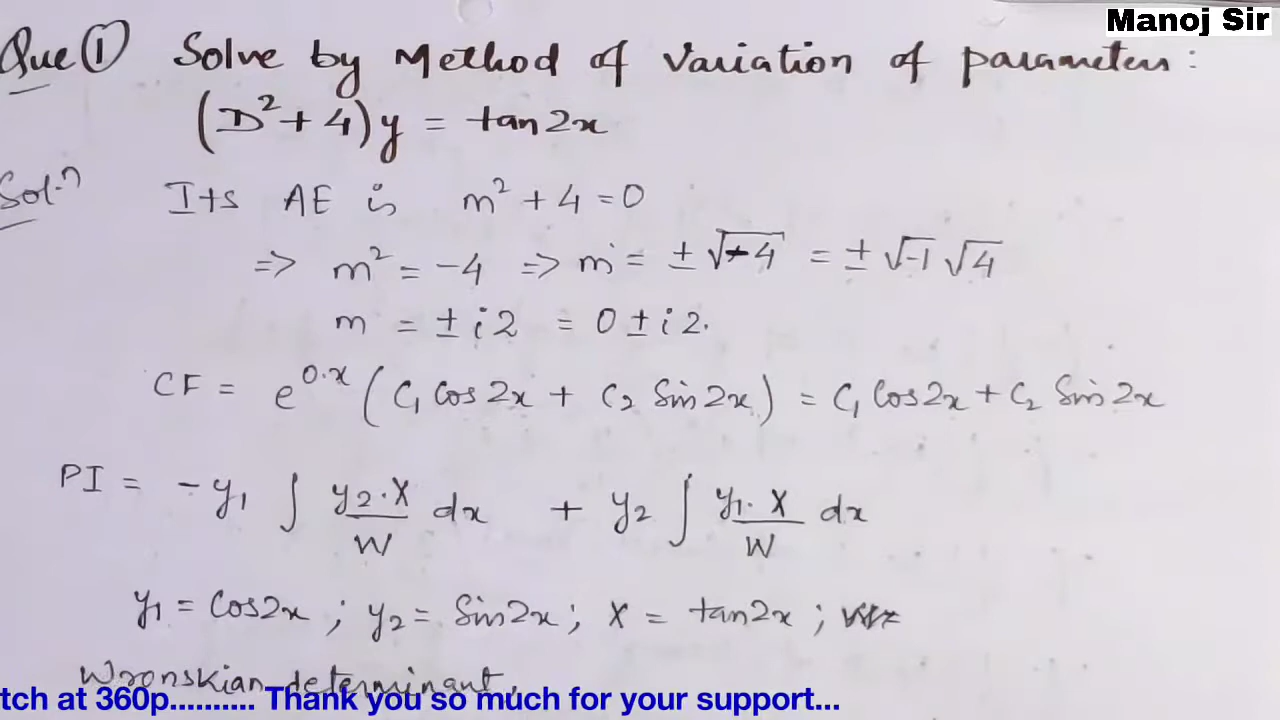 Manoj Sir
Que ① Solve by Method of Variation of parameters :
(D² + 4)y = tan2x
Sol.n Its AE is m² + 4 = 0
=> m² = -4 => m = ± √-4 = ± √-1 √4
m = ± i2 = 0 ± i2.
CF = e^0.x (C₁ Cos2x + C₂ Sin2x) = C₁ Cos2x + C₂ Sin2x
PI = -y₁ ∫ y₂.X/W dx + y₂ ∫ y₁.X/W dx
y₁ = Cos2x ; y₂ = Sin2x ; X = tan2x ;
Wronskian determinant,
tch at 360p.......... Thank you so much for your support...